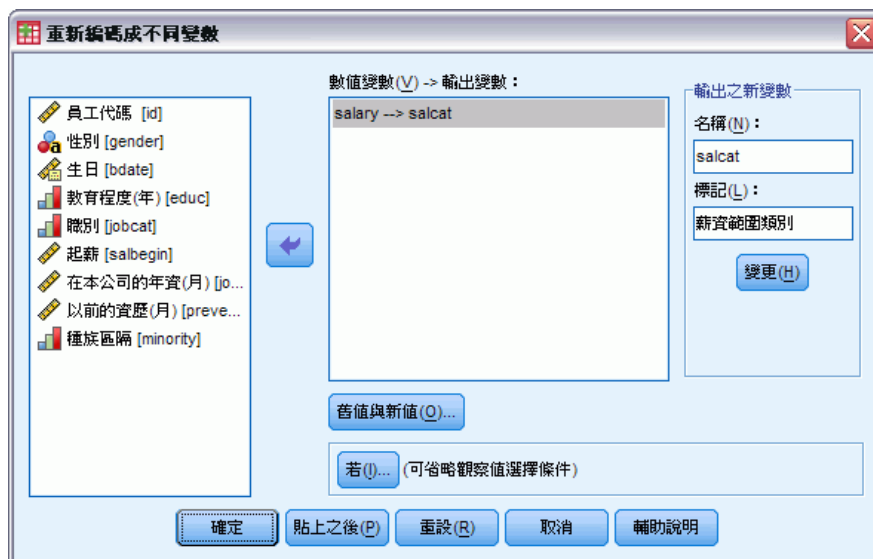 重新編碼成不同變數
員工代碼 [id]
性別 [gender]
生日 [bdate]
教育程度(年) [educ]
職別 [jobcat]
起薪 [salbegin]
在本公司的年資(月) [jo...
以前的資歷(月) [preve...
種族區隔 [minority]
數值變數(V) -> 輸出變數：
salary --> salcat
舊值與新值(O)...
若(I)... (可省略觀察值選擇條件)
輸出之新變數
名稱(N)：
salcat
標記(L)：
薪資範圍類別
變更(H)
確定 貼上之後(P) 重設(R) 取消 輔助說明